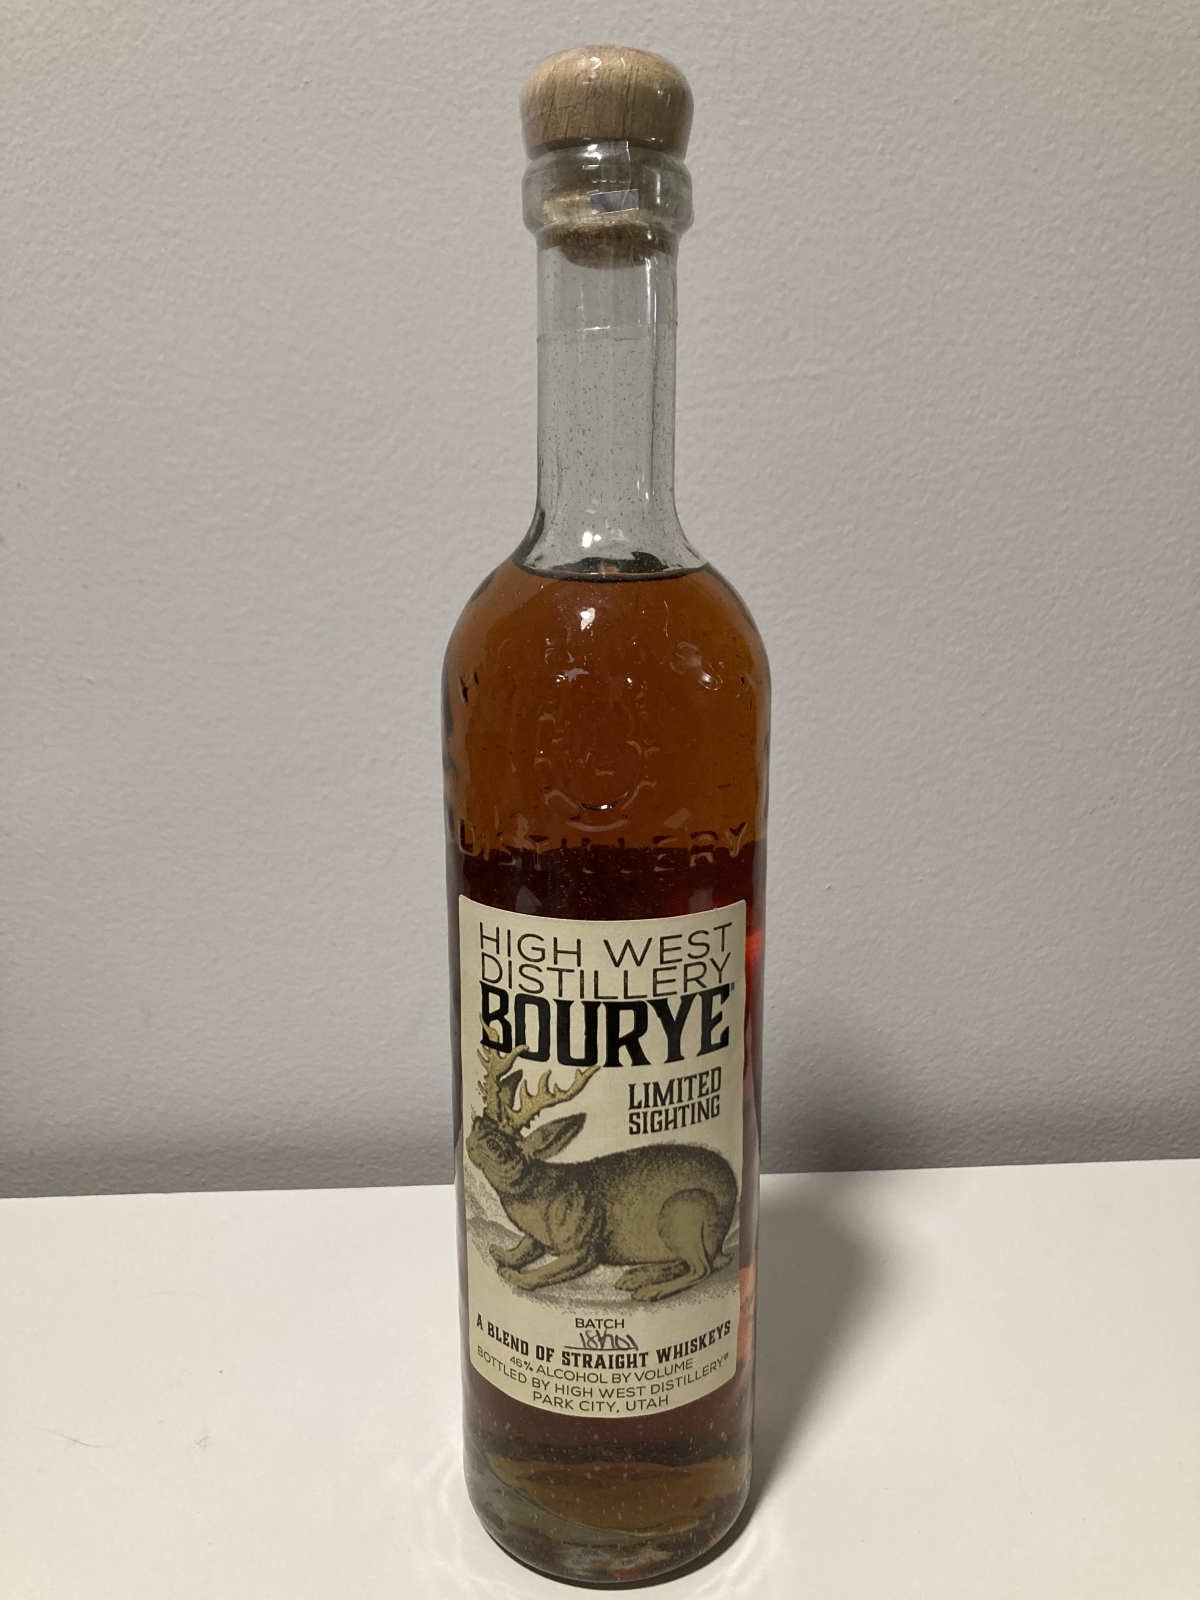 DISTILLERY
HIGH WEST
DISTILLERY
BOURYE®
LIMITED
SIGHTING
BATCH
A BLEND OF STRAIGHT WHISKEYS
46% ALCOHOL BY VOLUME
BOTTLED BY HIGH WEST DISTILLERY®
PARK CITY, UTAH